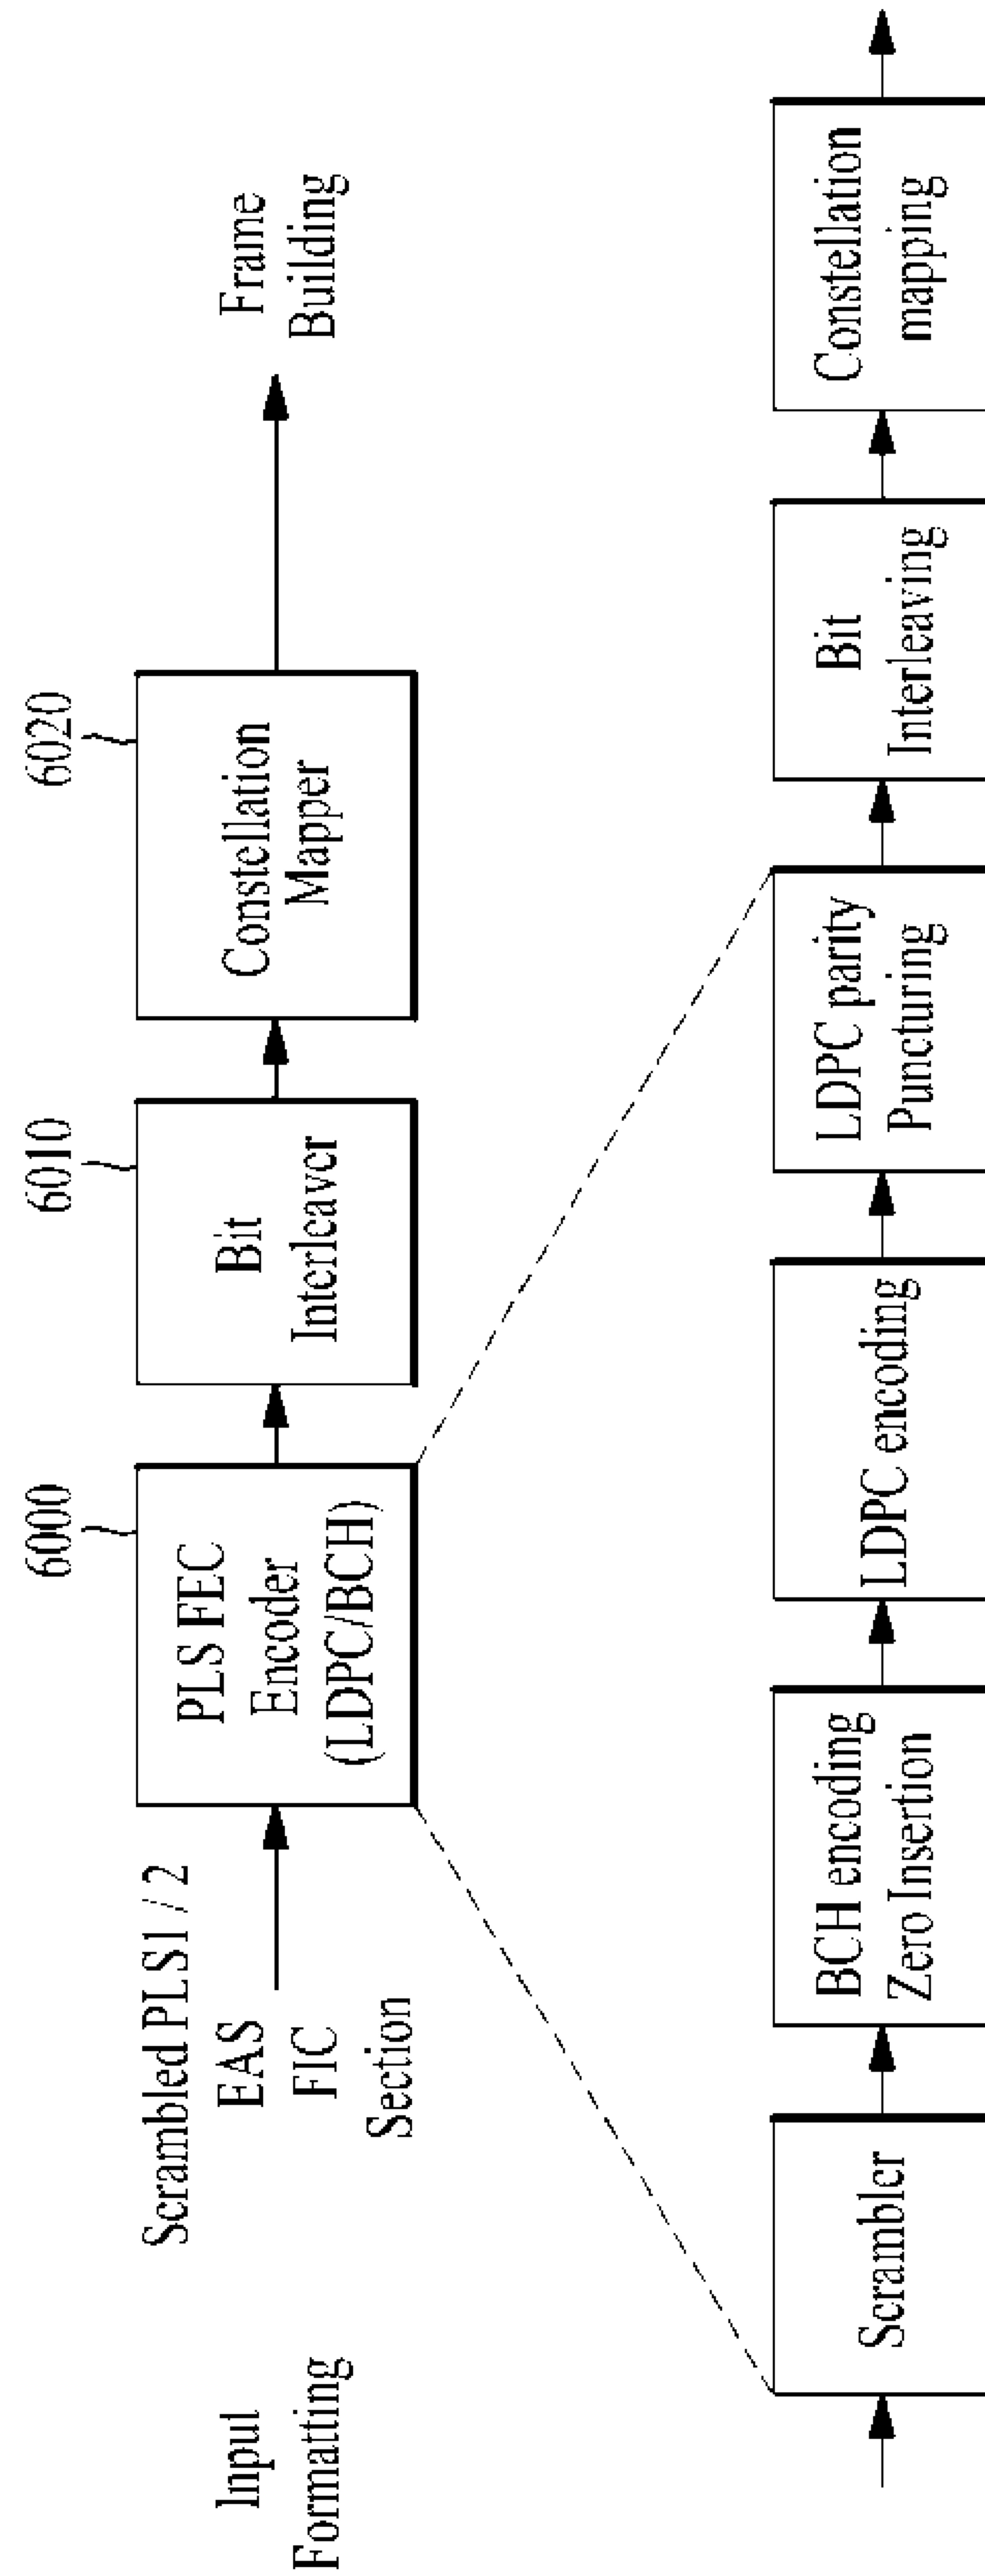 Input
Formatting
Scrambled PLS1 / 2
EAS
FIC
Section
6000
PLS FEC
Encoder
(LDPC/BCH)
6010
Bit
Interleaver
6020
Constellation
Mapper
Frame
Building
Scrambler
BCH encoding
Zero Insertion
LDPC encoding
LDPC parity
Puncturing
Bit
Interleaving
Constellation
mapping